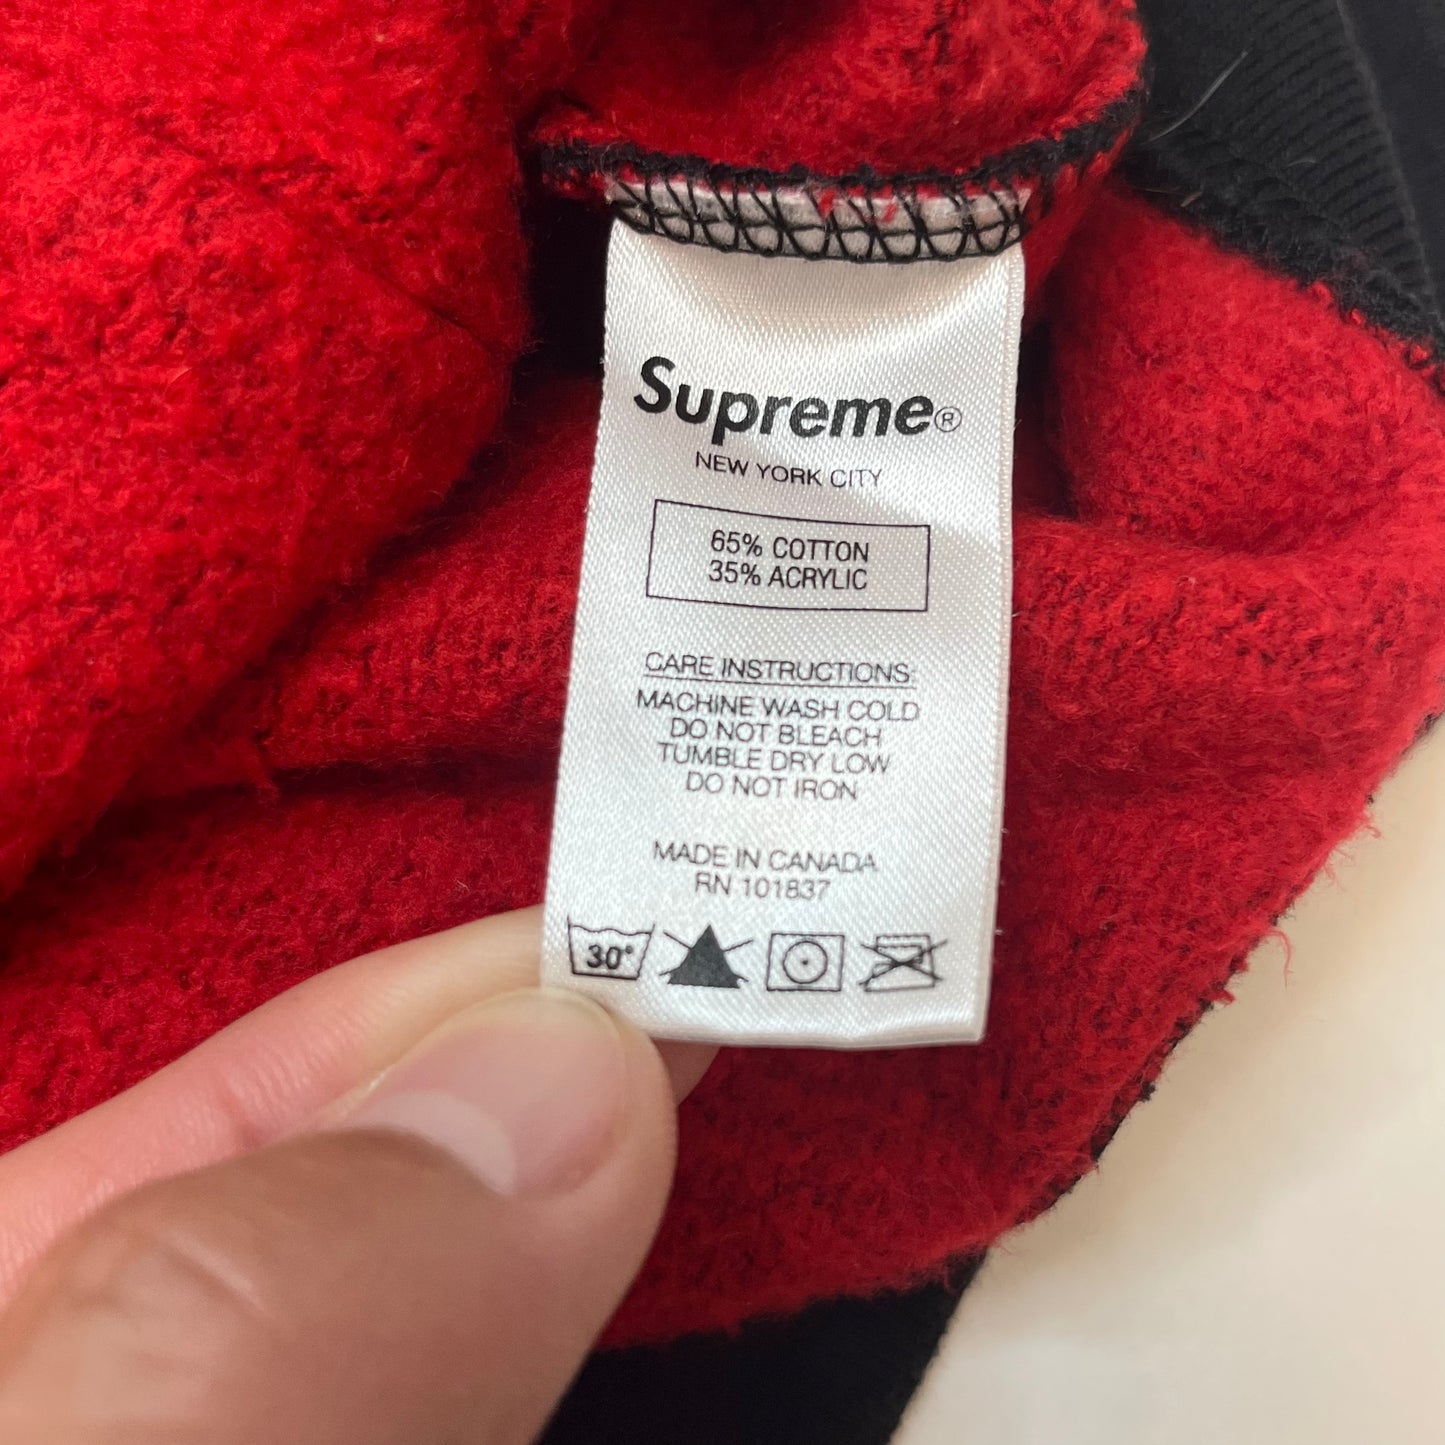 Supreme®
NEW YORK CITY
65% COTTON
35% ACRYLIC
CARE INSTRUCTIONS:
MACHINE WASH COLD
DO NOT BLEACH
TUMBLE DRY LOW
DO NOT IRON
MADE IN CANADA
RN 101837
30°